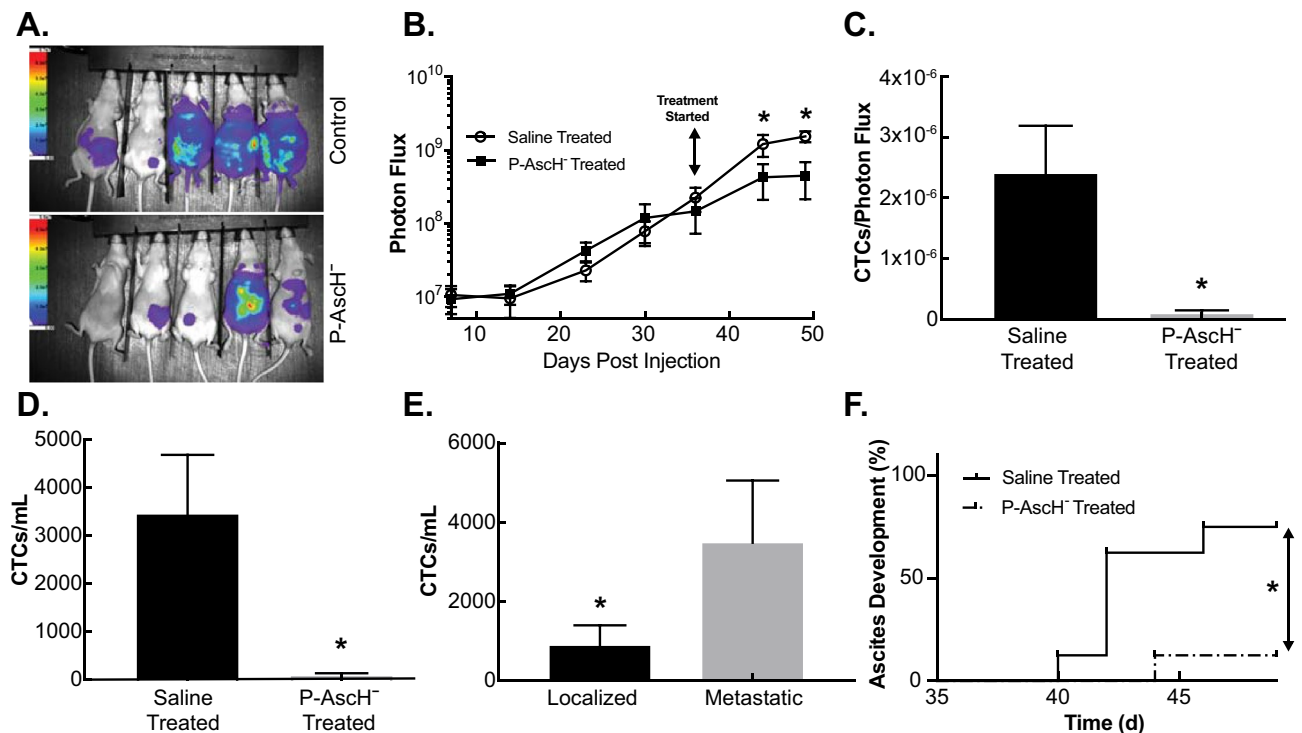 A.
Control
P-AscH⁻
B.
Photon Flux
10¹⁰
10⁹
10⁸
10⁷
Treatment
Started
* *
Saline Treated
P-AscH⁻ Treated
10 20 30 40 50
Days Post Injection
C.
CTCs/Photon Flux
4x10⁻⁶
3x10⁻⁶
2x10⁻⁶
1x10⁻⁶
0
*
Saline
Treated
P-AscH⁻
Treated
D.
CTCs/mL
5000
4000
3000
2000
1000
0
*
Saline
Treated
P-AscH⁻
Treated
E.
CTCs/mL
6000
4000
2000
0
*
Localized Metastatic
F.
Ascites Development (%)
100
50
0
Saline Treated
P-AscH⁻ Treated
*
35 40 45
Time (d)